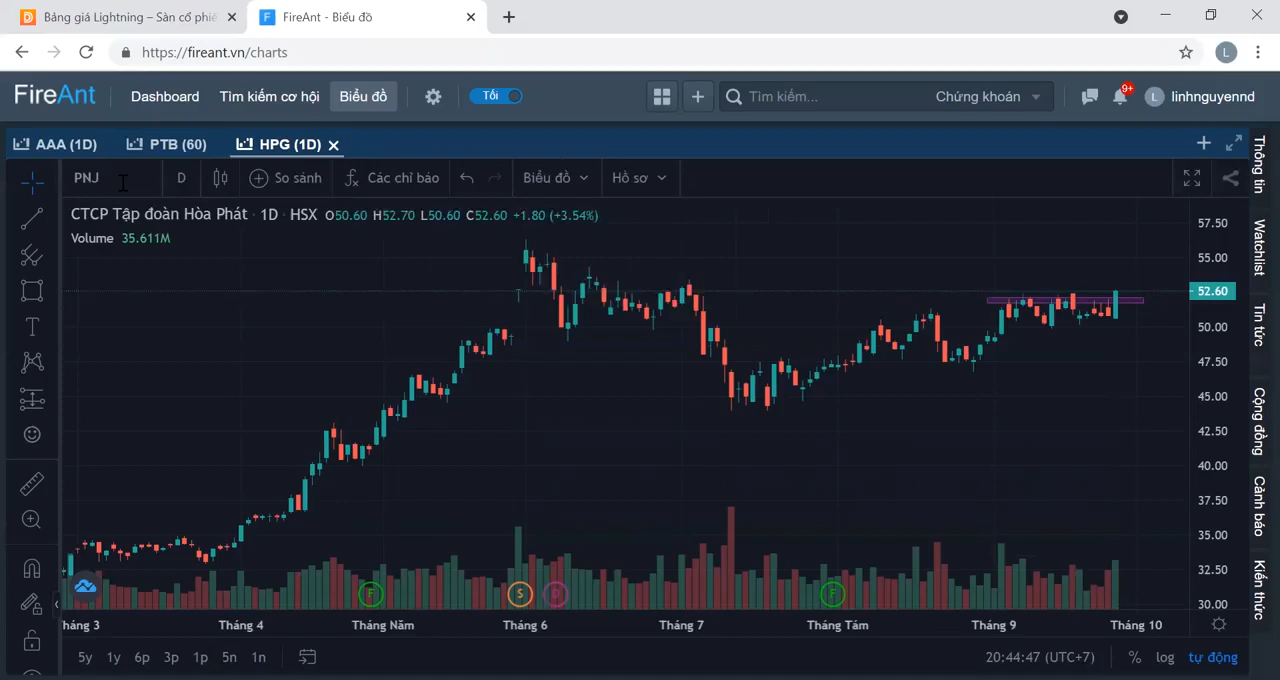 Bảng giá Lightning – Sàn cổ phiế
FireAnt - Biểu đồ
https://fireant.vn/charts
L
FireAnt
Dashboard
Tìm kiếm cơ hội
Biểu đồ
Tối
Tìm kiếm...
Chứng khoán
9+
L
linhnguyennd
AAA (1D)
PTB (60)
HPG (1D)
PNJ
D
So sánh
Các chỉ báo
Biểu đồ
Hồ sơ
CTCP Tập đoàn Hòa Phát · 1D · HSX O50.60 H52.70 L50.60 C52.60 +1.80 (+3.54%)
Volume 35.611M
57.50
55.00
52.60
50.00
47.50
45.00
42.50
40.00
37.50
35.00
32.50
30.00
F
S
D
F
háng 3
Tháng 4
Tháng Năm
Tháng 6
Tháng 7
Tháng Tám
Tháng 9
Tháng 10
5y 1y 6p 3p 1p 5n 1n
20:44:47 (UTC+7)
% log tự động
Thông tin
Watchlist
Tin tức
Cộng đồng
Cảnh báo
Kiến thức